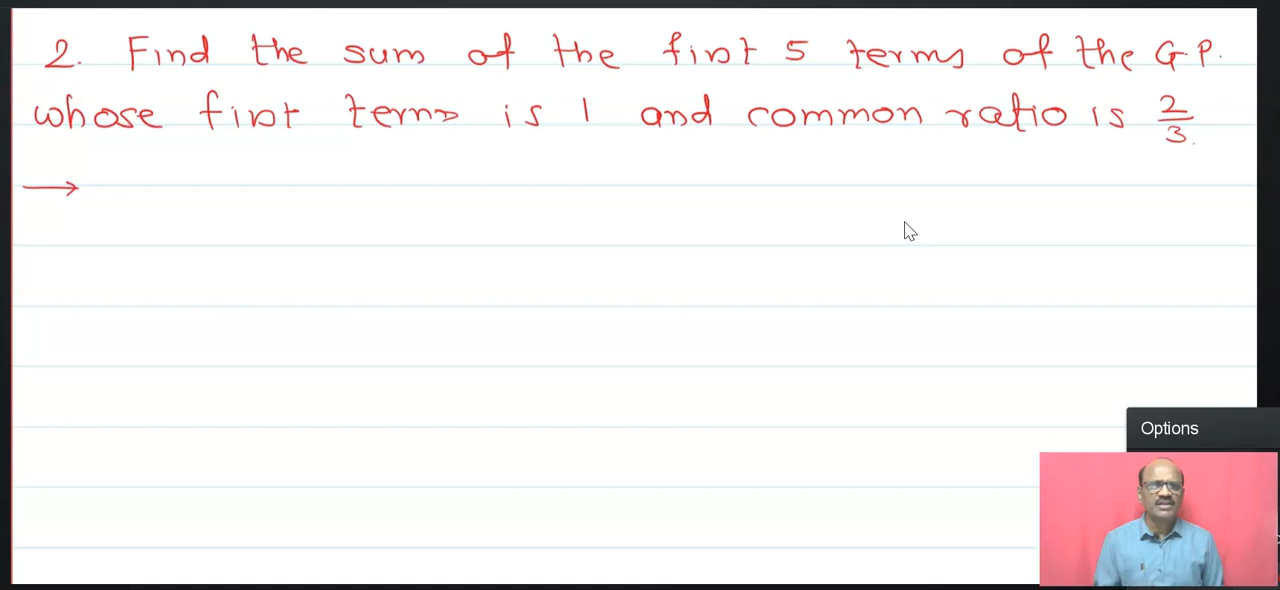 2. Find the sum of the first 5 terms of the G.P.
whose first term is 1 and common ratio is 2/3.
→
Options